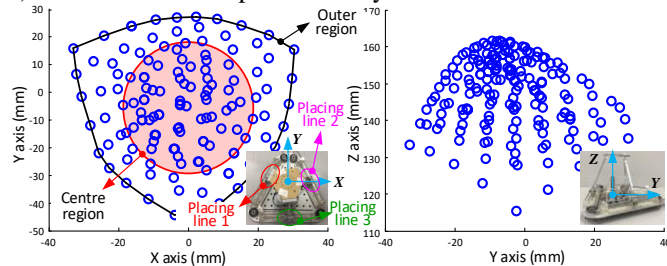 30
20
10
0
-10
-20
-30
-40
-50
Y axis (mm)
-40
-20
0
20
40
X axis (mm)
Outer
region
Centre
region
Placing
line 1
Placing
line 2
Placing
line 3
Y
X
160
150
140
130
120
110
Z axis (mm)
-40
-20
0
20
40
Y axis (mm)
Z
Y